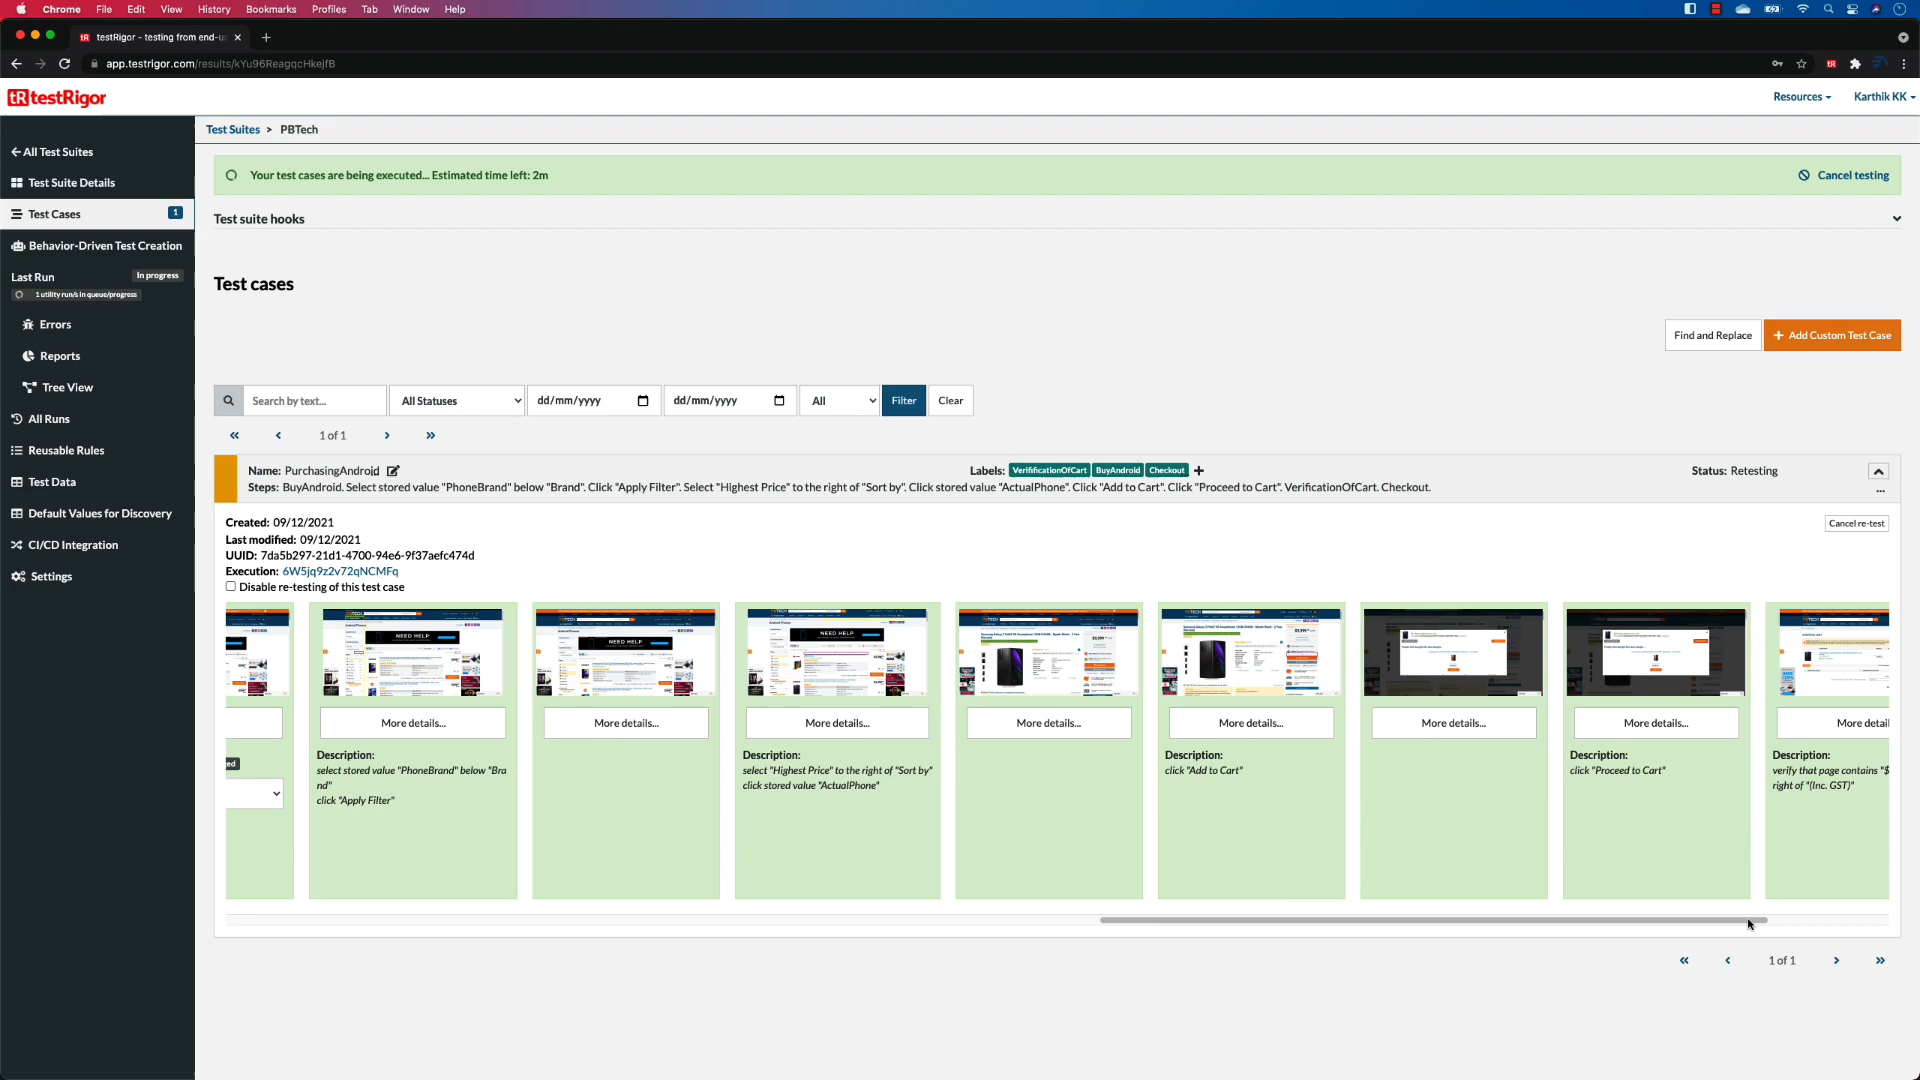 Chrome File Edit View History Bookmarks Profiles Tab Window Help
testRigor - testing from end-u
app.testrigor.com/results/kYu96ReagqcHkejfB
testRigor
Resources
Karthik KK
Test Suites > PBTech
All Test Suites
Test Suite Details
Test Cases 1
Behavior-Driven Test Creation
Last Run In progress
1 utility run/s in queue/progress
Errors
Reports
Tree View
All Runs
Reusable Rules
Test Data
Default Values for Discovery
CI/CD Integration
Settings
Your test cases are being executed... Estimated time left: 2m
Cancel testing
Test suite hooks
Test cases
Find and Replace
+ Add Custom Test Case
Search by text...
All Statuses
dd/mm/yyyy
dd/mm/yyyy
All
Filter
Clear
« ‹ 1 of 1 › »
Name: PurchasingAndroid
Labels: VerififificationOfCart BuyAndroid Checkout +
Status: Retesting
Steps: BuyAndroid. Select stored value "PhoneBrand" below "Brand". Click "Apply Filter". Select "Highest Price" to the right of "Sort by". Click stored value "ActualPhone". Click "Add to Cart". Click "Proceed to Cart". VerificationOfCart. Checkout.
...
Created: 09/12/2021
Cancel re-test
Last modified: 09/12/2021
UUID: 7da5b297-21d1-4700-94e6-9f37aefc474d
Execution: 6W5jq9z2v72qNCMFq
Disable re-testing of this test case
NEED HELP
NEED HELP
NEED HELP
More details...
More details...
More details...
More details...
More details...
More details...
More details...
More detail
ed
Description:
select stored value "PhoneBrand" below "Bra
nd"
click "Apply Filter"
Description:
select "Highest Price" to the right of "Sort by"
click stored value "ActualPhone"
Description:
click "Add to Cart"
Description:
click "Proceed to Cart"
Description:
verify that page contains "$
right of "(Inc. GST)"
« ‹ 1 of 1 › »